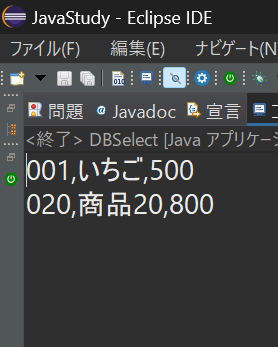 JavaStudy - Eclipse IDE
ファイル(F) 編集(E) ナビゲート(N
問題 @ Javadoc 宣言
<終了> DBSelect [Java アプリケーシ
001,いちご,500
020,商品20,800